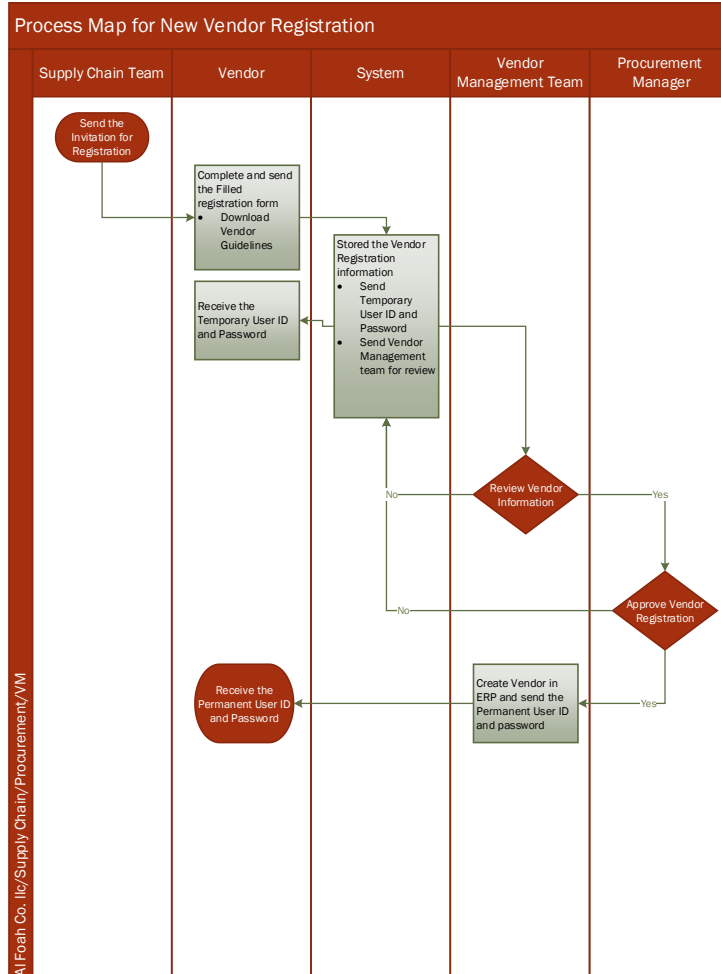 Process Map for New Vendor Registration
Supply Chain Team
Vendor
System
Vendor
Management Team
Procurement
Manager
Send the
Invitation for
Registration
Complete and send
the Filled
registration form
• Download
Vendor
Guidelines
Stored the Vendor
Registration
information
• Send
Temporary
User ID and
Password
• Send Vendor
Management
team for review
Receive the
Temporary User ID
and Password
Review Vendor
Information
No
Yes
Approve Vendor
Registration
No
Yes
Create Vendor in
ERP and send the
Permanent User ID
and password
Receive the
Permanent User ID
and Password
Al Foah Co. llc/Supply Chain/Procurement/VM